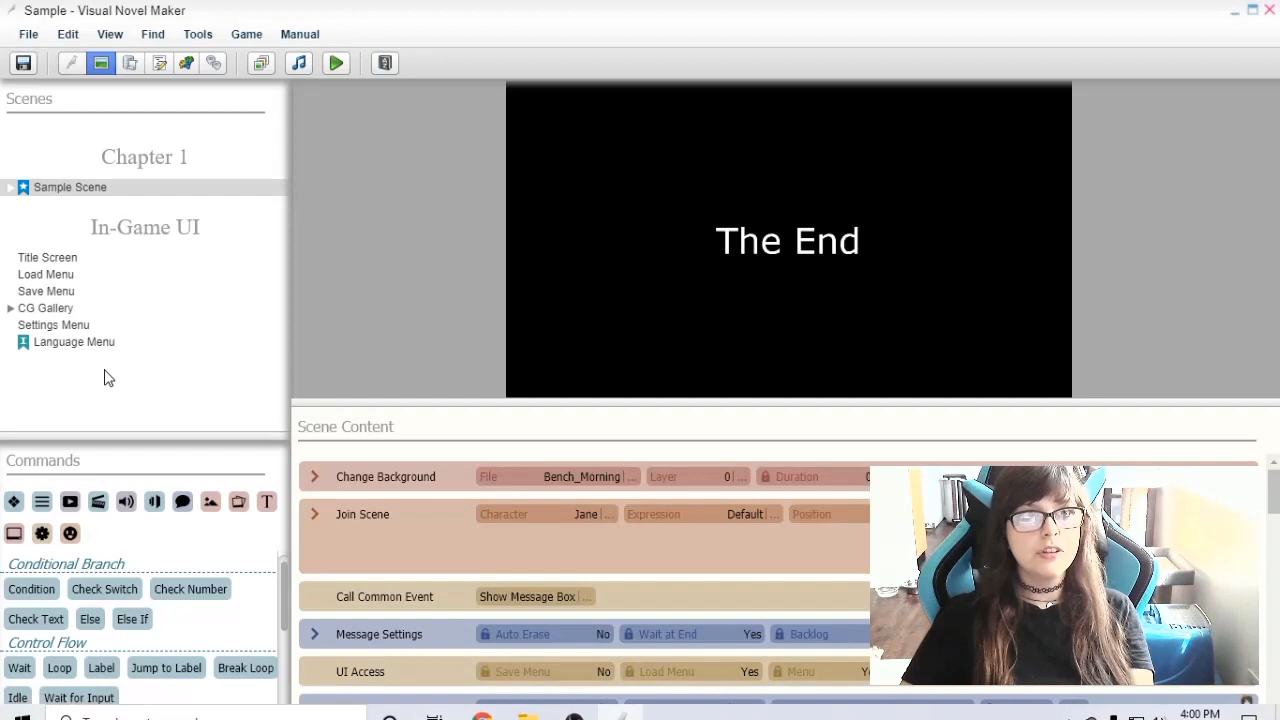 Sample - Visual Novel Maker
File Edit View Find Tools Game Manual
Scenes
Chapter 1
Sample Scene
In-Game UI
Title Screen
Load Menu
Save Menu
CG Gallery
Settings Menu
Language Menu
The End
Commands
T
Conditional Branch
Condition Check Switch Check Number
Check Text Else Else If
Control Flow
Wait Loop Label Jump to Label Break Loop
Idle Wait for Input
Scene Content
Change Background File Bench_Morning ... Layer 0 ... Duration
Join Scene Character Jane ... Expression Default ... Position
Call Common Event Show Message Box ...
Message Settings Auto Erase No Wait at End Yes Backlog
UI Access Save Menu No Load Menu Yes Menu
4:00 PM